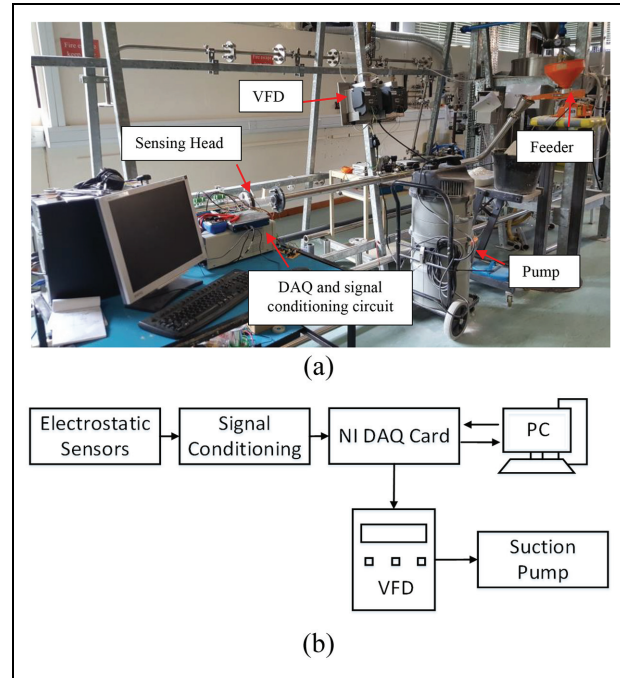 VFD
Sensing Head
Feeder
Pump
DAQ and signal
conditioning circuit
(a)
Electrostatic
Sensors
Signal
Conditioning
NI DAQ Card
PC
VFD
Suction
Pump
(b)